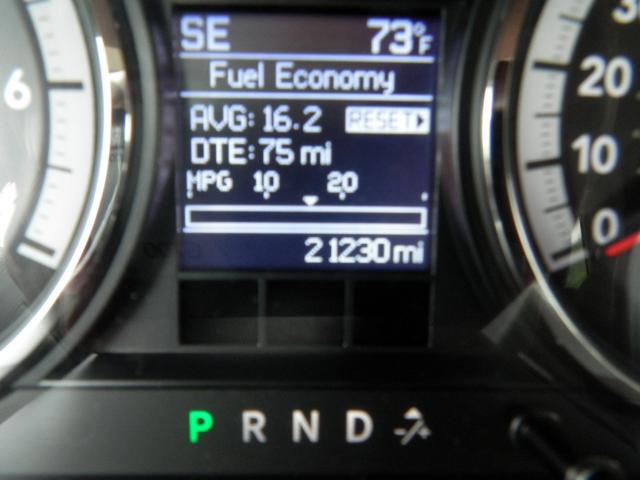 SE 73°F
Fuel Economy
AVG: 16.2 RESET
DTE: 75 mi
MPG 10 20
21230 mi
6
20
10
0
P R N D -/+